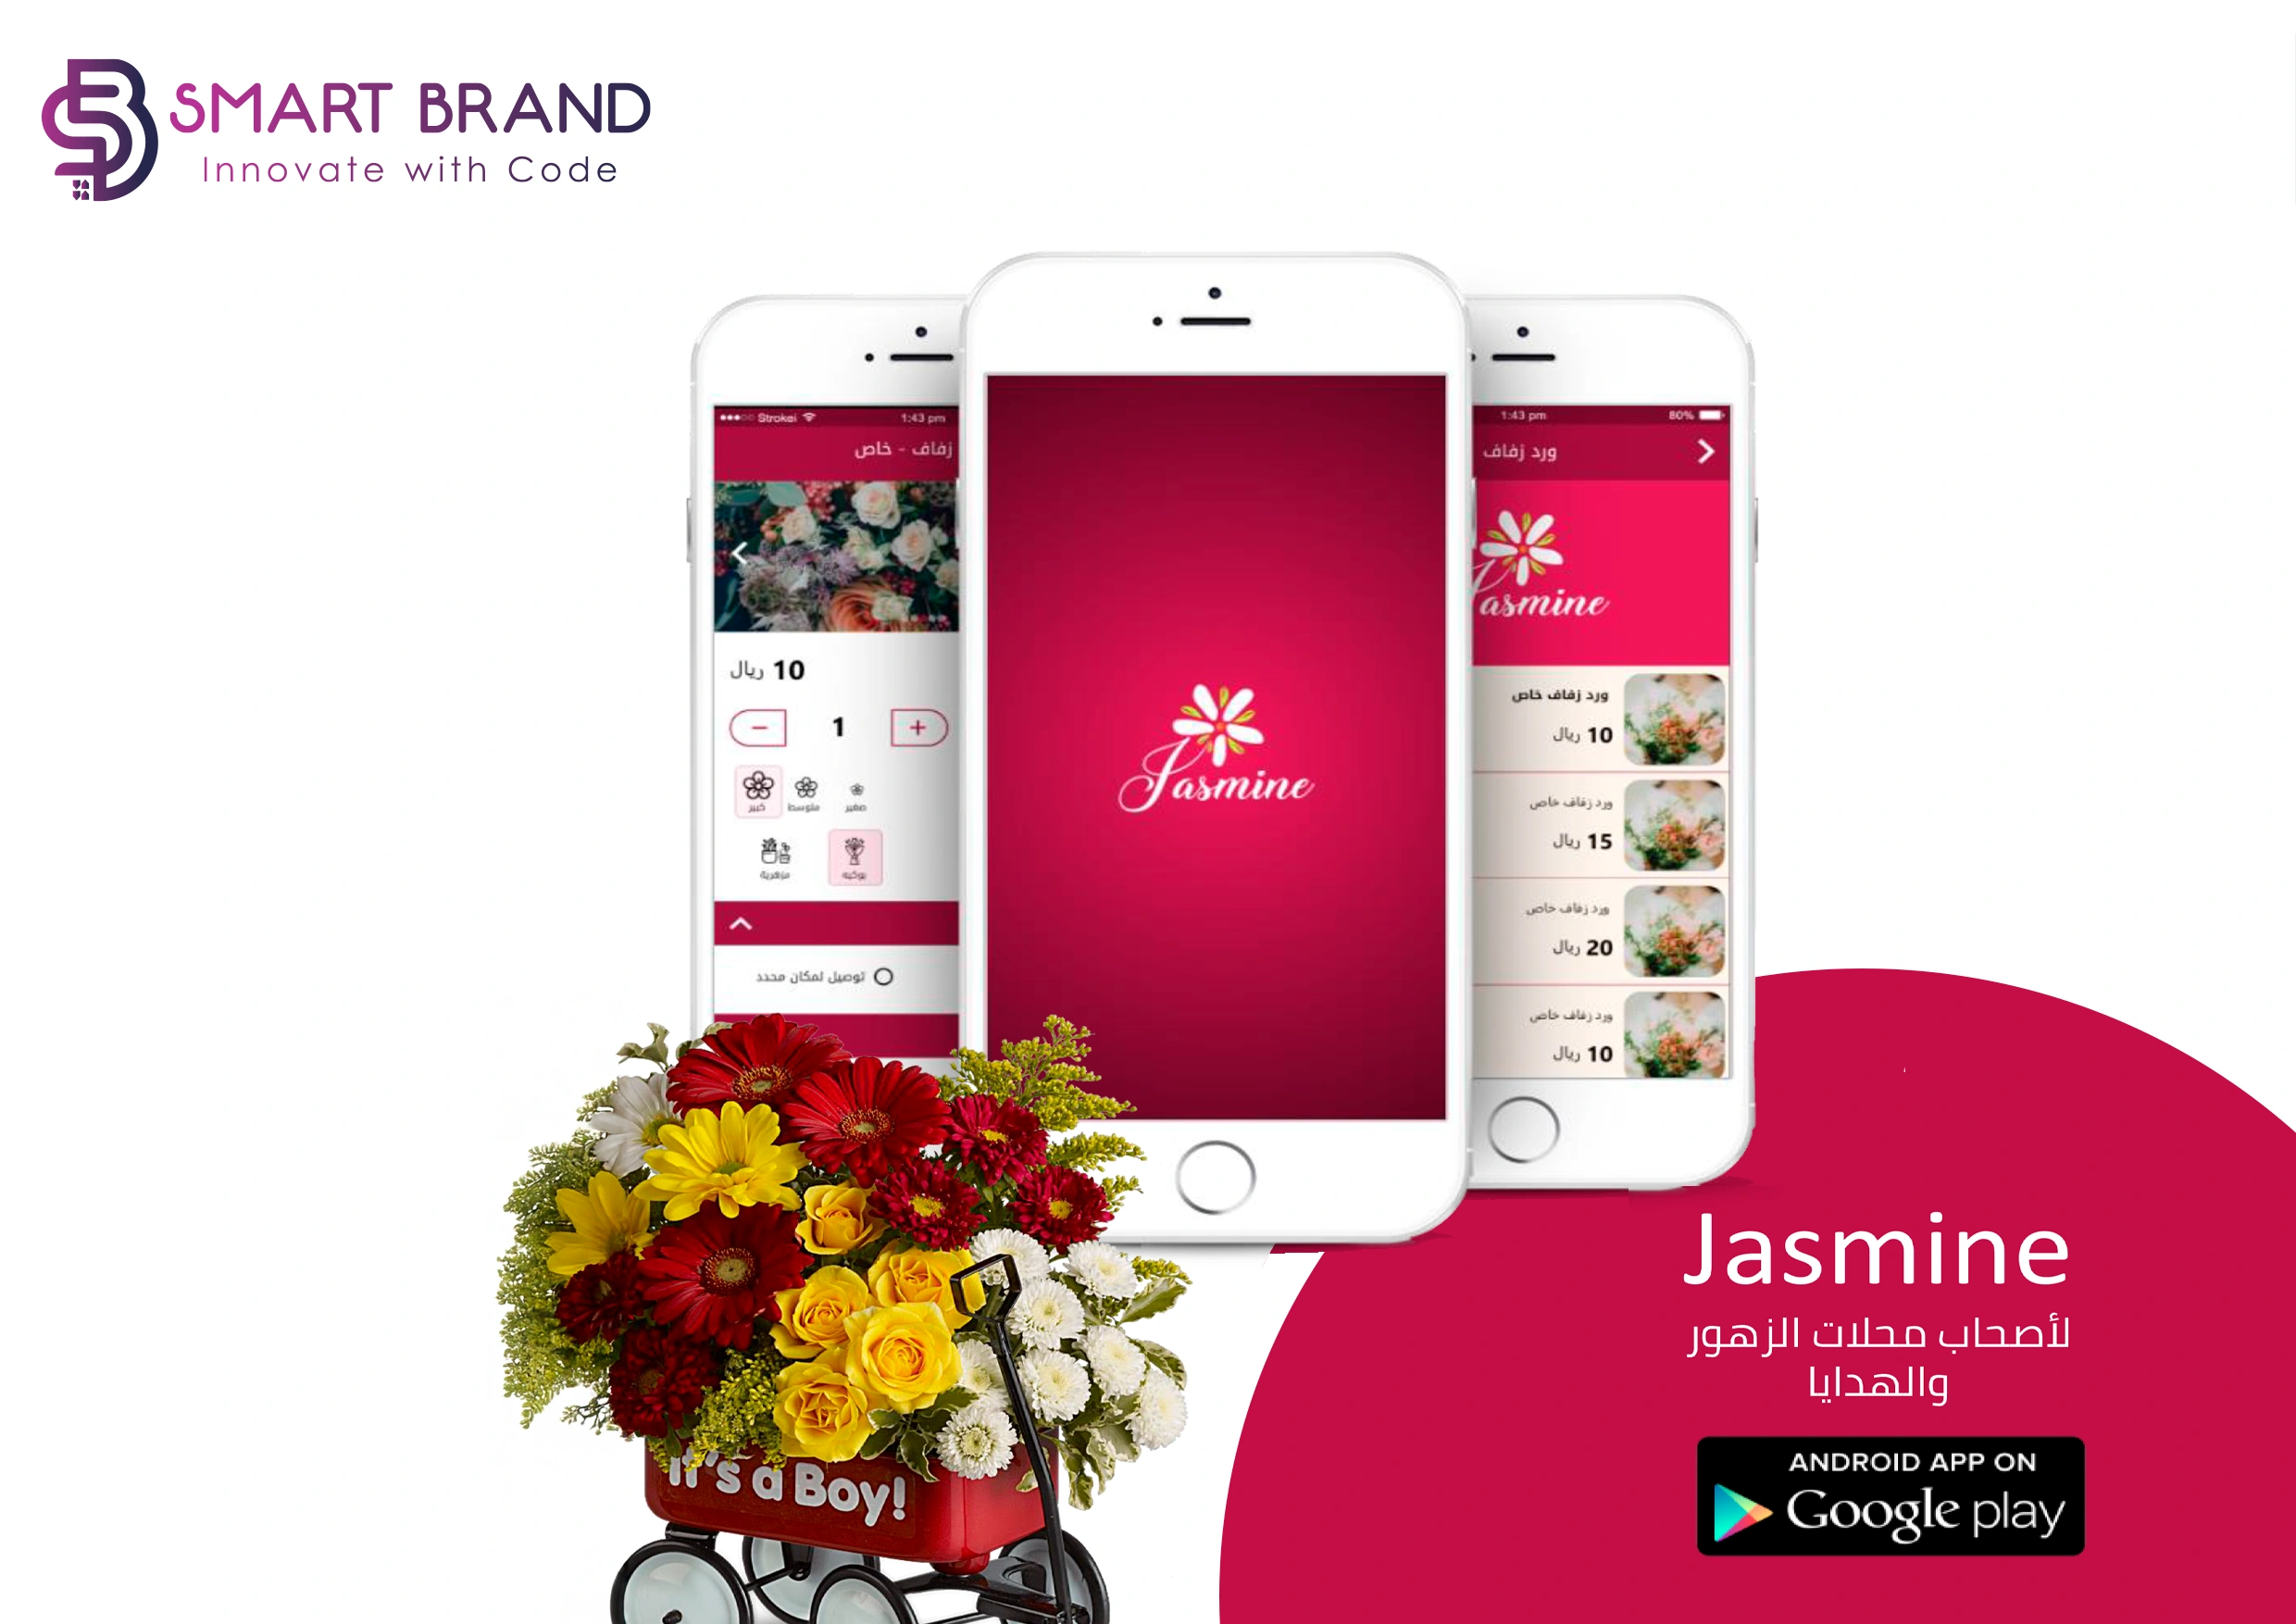 SMART BRAND
Innovate with Code
Strokei 1:43 pm
زفاف - خاص
10 ريال
− 1 +
كبير متوسط صغير
مزهرية بوكيه
توصيل لمكان محدد
Jasmine
1:43 pm 80%
ورد زفاف
Jasmine
ورد زفاف خاص
10 ريال
ورد زفاف خاص
15 ريال
ورد زفاف خاص
20 ريال
ورد زفاف خاص
10 ريال
It's a Boy!
Jasmine
لأصحاب محلات الزهور
والهدايا
ANDROID APP ON
Google play